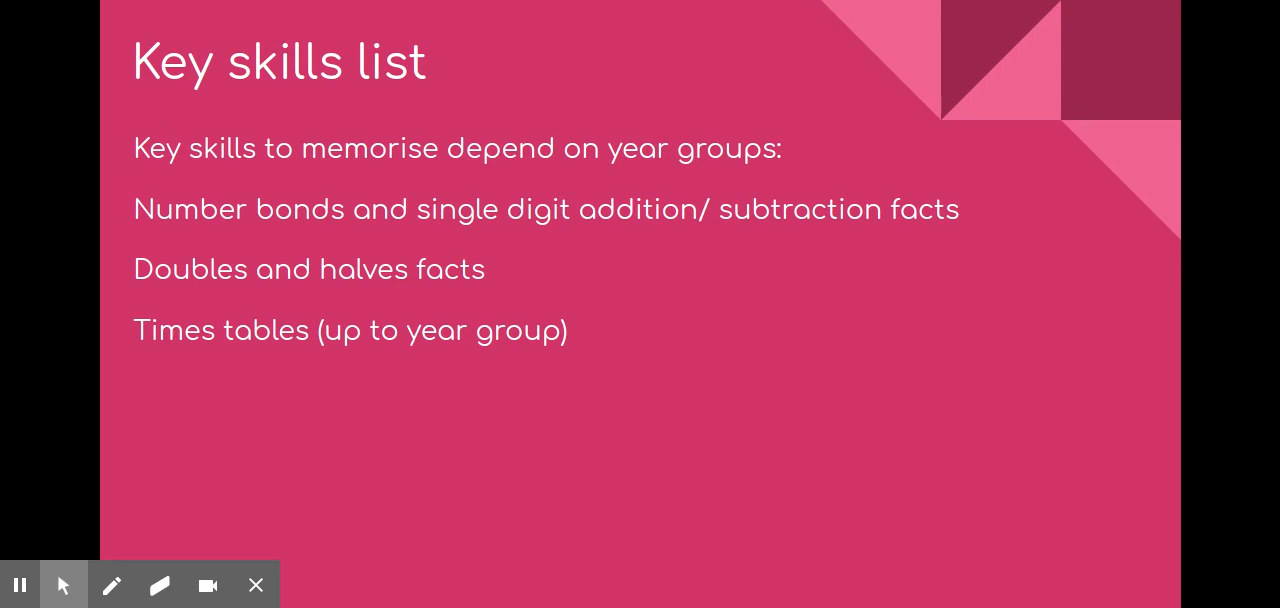 Key skills list
Key skills to memorise depend on year groups:
Number bonds and single digit addition/ subtraction facts
Doubles and halves facts
Times tables (up to year group)